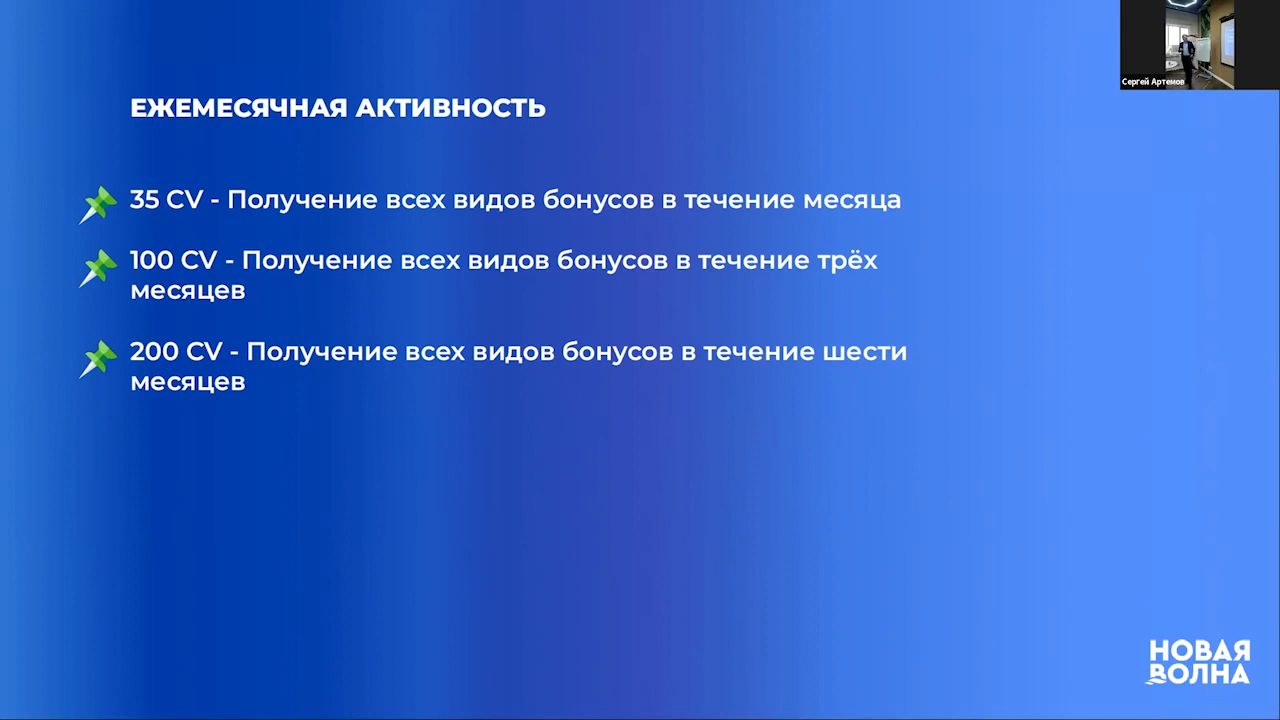 Сергей Артемов
ЕЖЕМЕСЯЧНАЯ АКТИВНОСТЬ
35 CV - Получение всех видов бонусов в течение месяца
100 CV - Получение всех видов бонусов в течение трёх
месяцев
200 CV - Получение всех видов бонусов в течение шести
месяцев
НОВАЯ
ВОЛНА